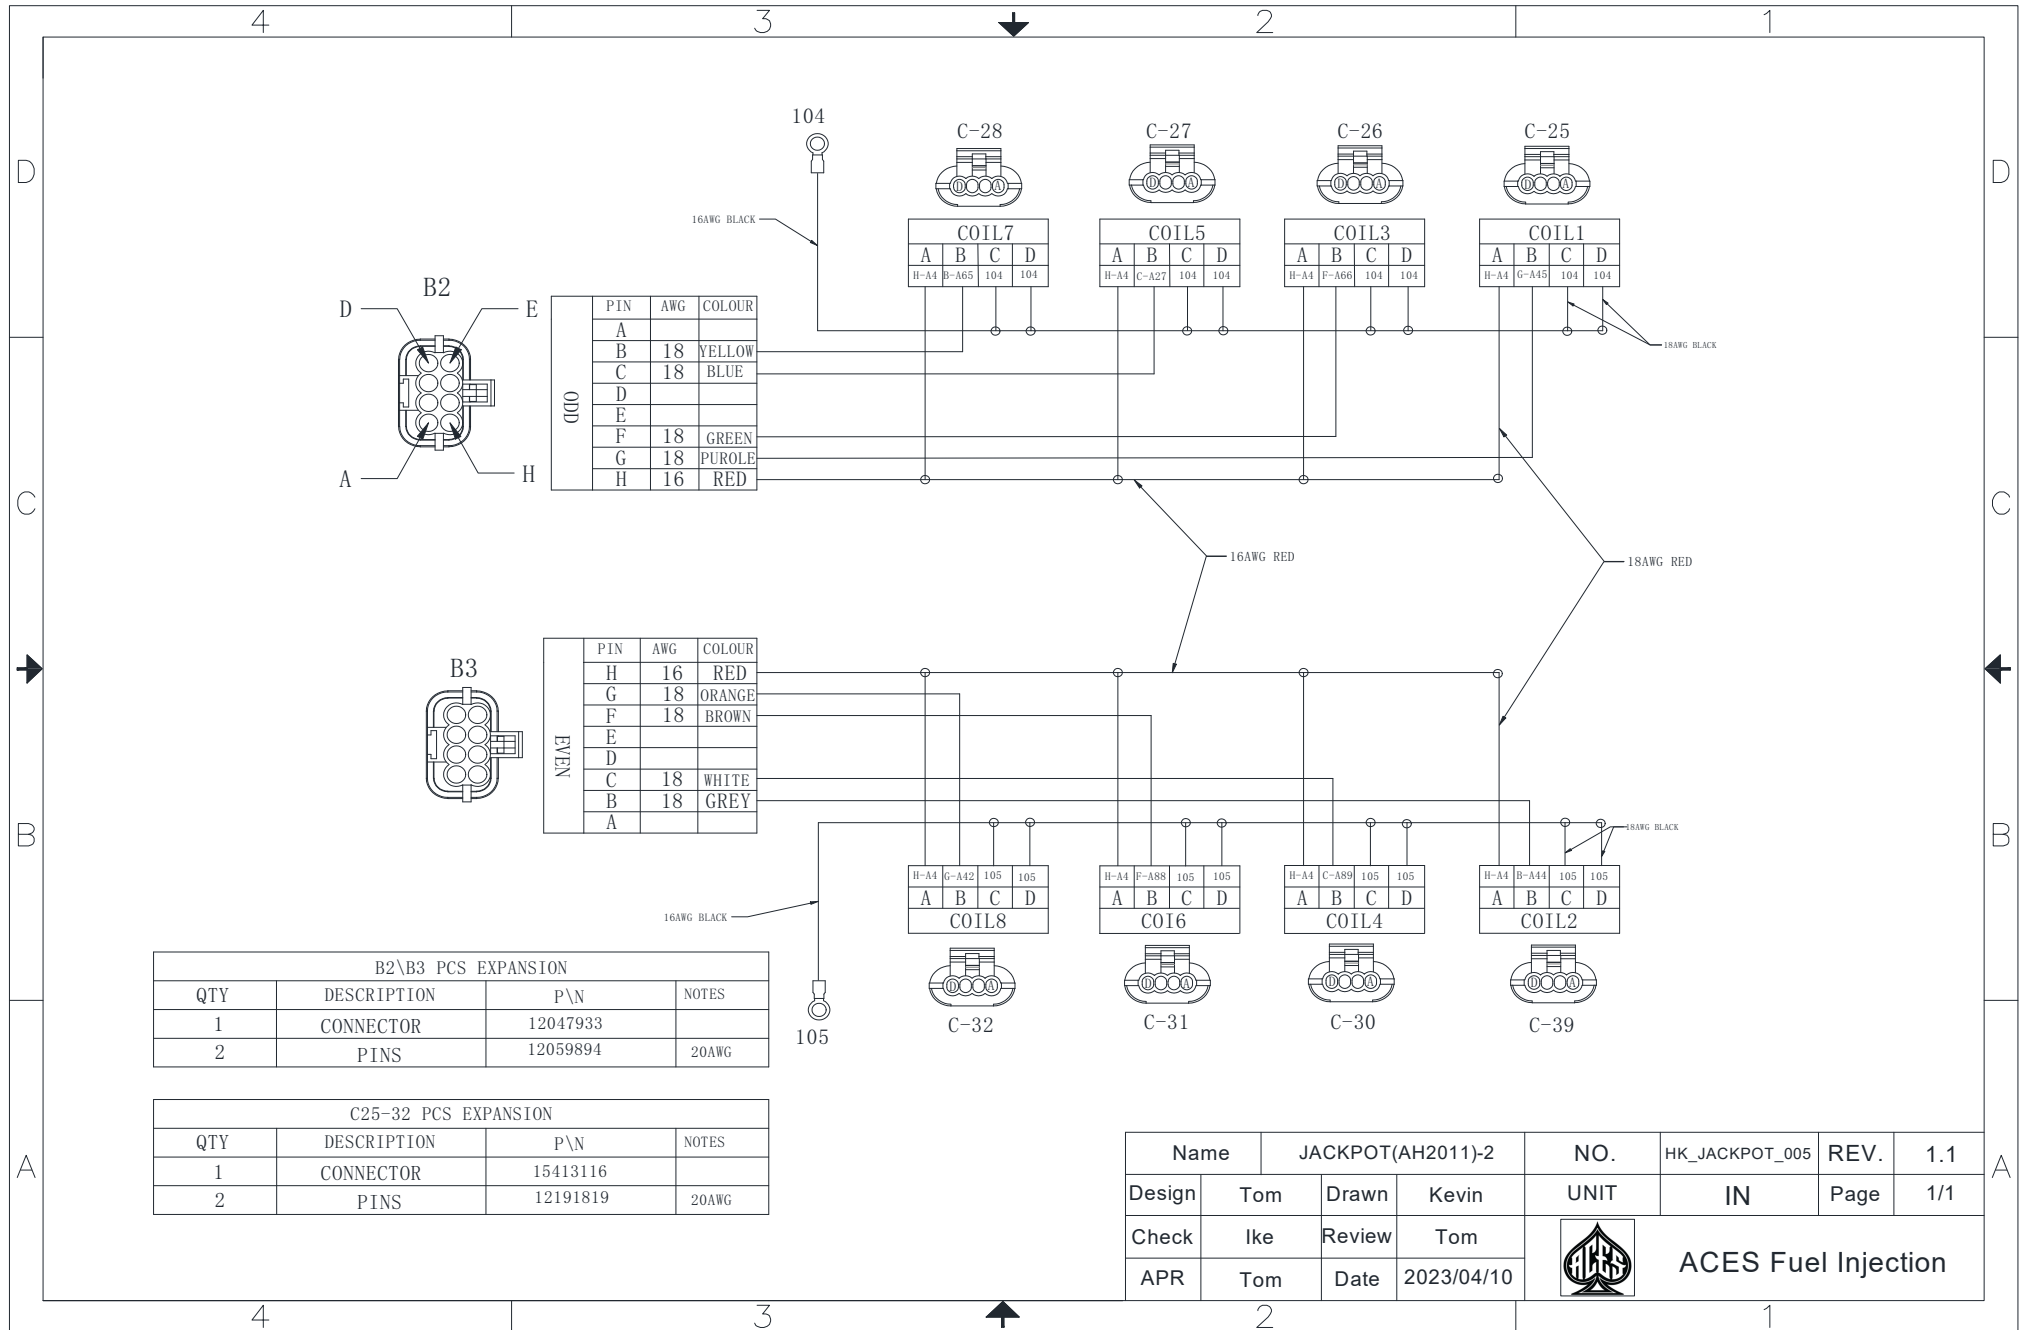 4 3 2 1
D D
C C
B B
A A
104
C-28 C-27 C-26 C-25
D A D A D A D A
16AWG BLACK
COIL7 COIL5 COIL3 COIL1
A B C D A B C D A B C D A B C D
H-A4 B-A65 104 104 H-A4 C-A27 104 104 H-A4 F-A66 104 104 H-A4 G-A45 104 104
18AWG BLACK
B2
D E
A H
ODD
PIN AWG COLOUR
A
B 18 YELLOW
C 18 BLUE
D
E
F 18 GREEN
G 18 PUROLE
H 16 RED
16AWG RED
18AWG RED
B3
EVEN
PIN AWG COLOUR
H 16 RED
G 18 ORANGE
F 18 BROWN
E
D
C 18 WHITE
B 18 GREY
A
18AWG BLACK
H-A4 G-A42 105 105 H-A4 F-A88 105 105 H-A4 C-A89 105 105 H-A4 B-A44 105 105
A B C D A B C D A B C D A B C D
COIL8 COI6 COIL4 COIL2
16AWG BLACK
D A D A D A D A
C-32 C-31 C-30 C-39
105
B2\B3 PCS EXPANSION
QTY DESCRIPTION P\N NOTES
1 CONNECTOR 12047933
2 PINS 12059894 20AWG
C25-32 PCS EXPANSION
QTY DESCRIPTION P\N NOTES
1 CONNECTOR 15413116
2 PINS 12191819 20AWG
Name JACKPOT(AH2011)-2 NO. HK_JACKPOT_005 REV. 1.1
Design Tom Drawn Kevin UNIT IN Page 1/1
Check Ike Review Tom
APR Tom Date 2023/04/10
ACES
ACES Fuel Injection
4 3 2 1